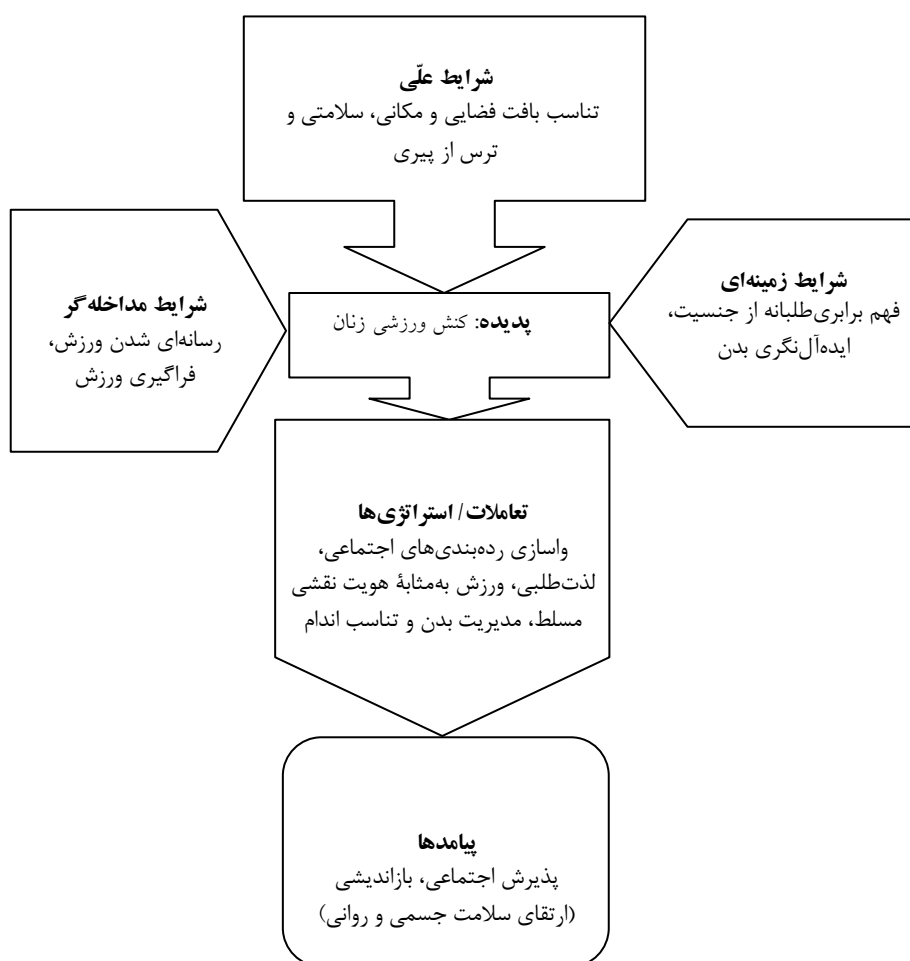 شرایط علّی
تناسب بافت فضایی و مکانی، سلامتی و
ترس از پیری
شرایط زمینه‌ای
فهم برابری‌طلبانه از جنسیت،
ایده‌آل‌نگری بدن
پدیده: کنش ورزشی زنان
شرایط مداخله‌گر
رسانه‌ای شدن ورزش،
فراگیری ورزش
تعاملات/ استراتژی‌ها
واسازی رده‌بندی‌های اجتماعی،
لذت‌طلبی، ورزش به‌مثابۀ هویت نقشی
مسلط، مدیریت بدن و تناسب اندام
پیامدها
پذیرش اجتماعی، بازاندیشی
(ارتقای سلامت جسمی و روانی)